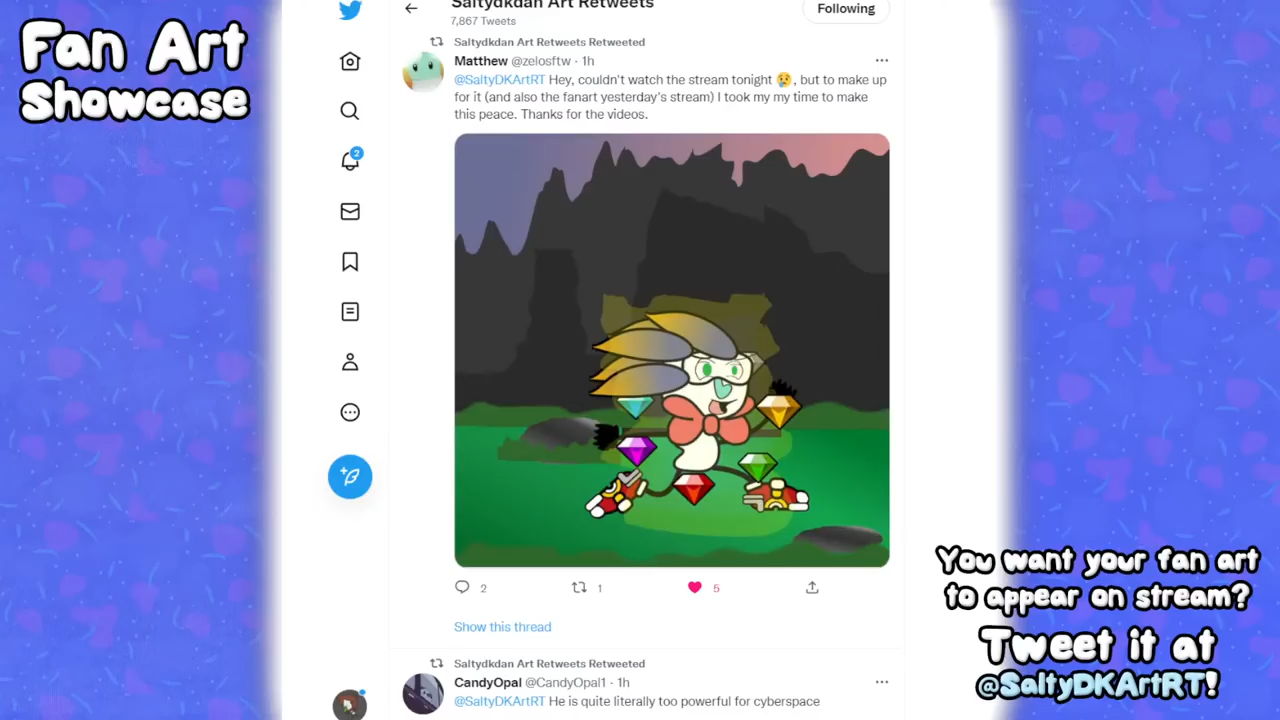 Fan Art
Showcase
Saltydkdan Art Retweets
7,867 Tweets
Following
Saltydkdan Art Retweets Retweeted
Matthew @zelosftw · 1h
@SaltyDKArtRT Hey, couldn't watch the stream tonight 😢, but to make up
for it (and also the fanart yesterday's stream) I took my my time to make
this peace. Thanks for the videos.
2
2
1
5
Show this thread
Saltydkdan Art Retweets Retweeted
CandyOpal @CandyOpal1 · 1h
@SaltyDKArtRT He is quite literally too powerful for cyberspace
You want your fan art
to appear on stream?
Tweet it at
@SaltyDKArtRT!